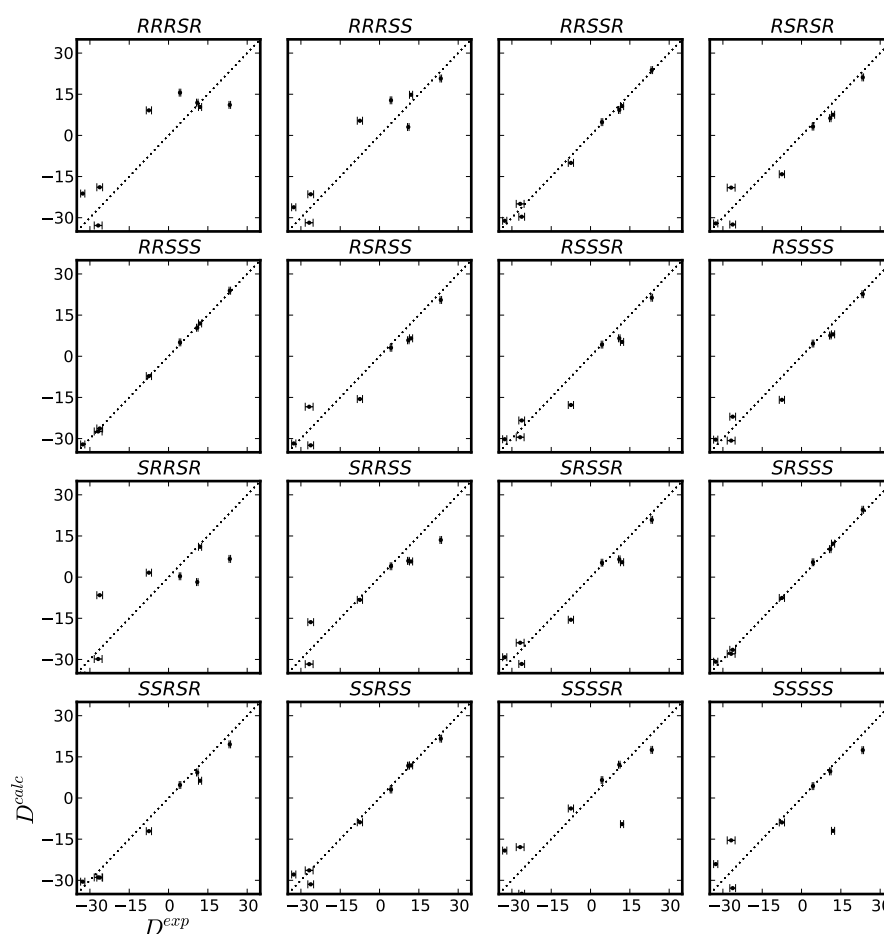 RRRSR RRRSS RRSSR RSRSR
30
15
0
−15
−30
RRSSS RSRSS RSSSR RSSSS
30
15
0
−15
−30
SRRSR SRRSS SRSSR SRSSS
30
15
0
−15
−30
SSRSR SSRSS SSSSR SSSSS
30
15
0
−15
−30
D^calc
−30 −15 0 15 30 −30 −15 0 15 30 −30 −15 0 15 30 −30 −15 0 15 30
D^exp